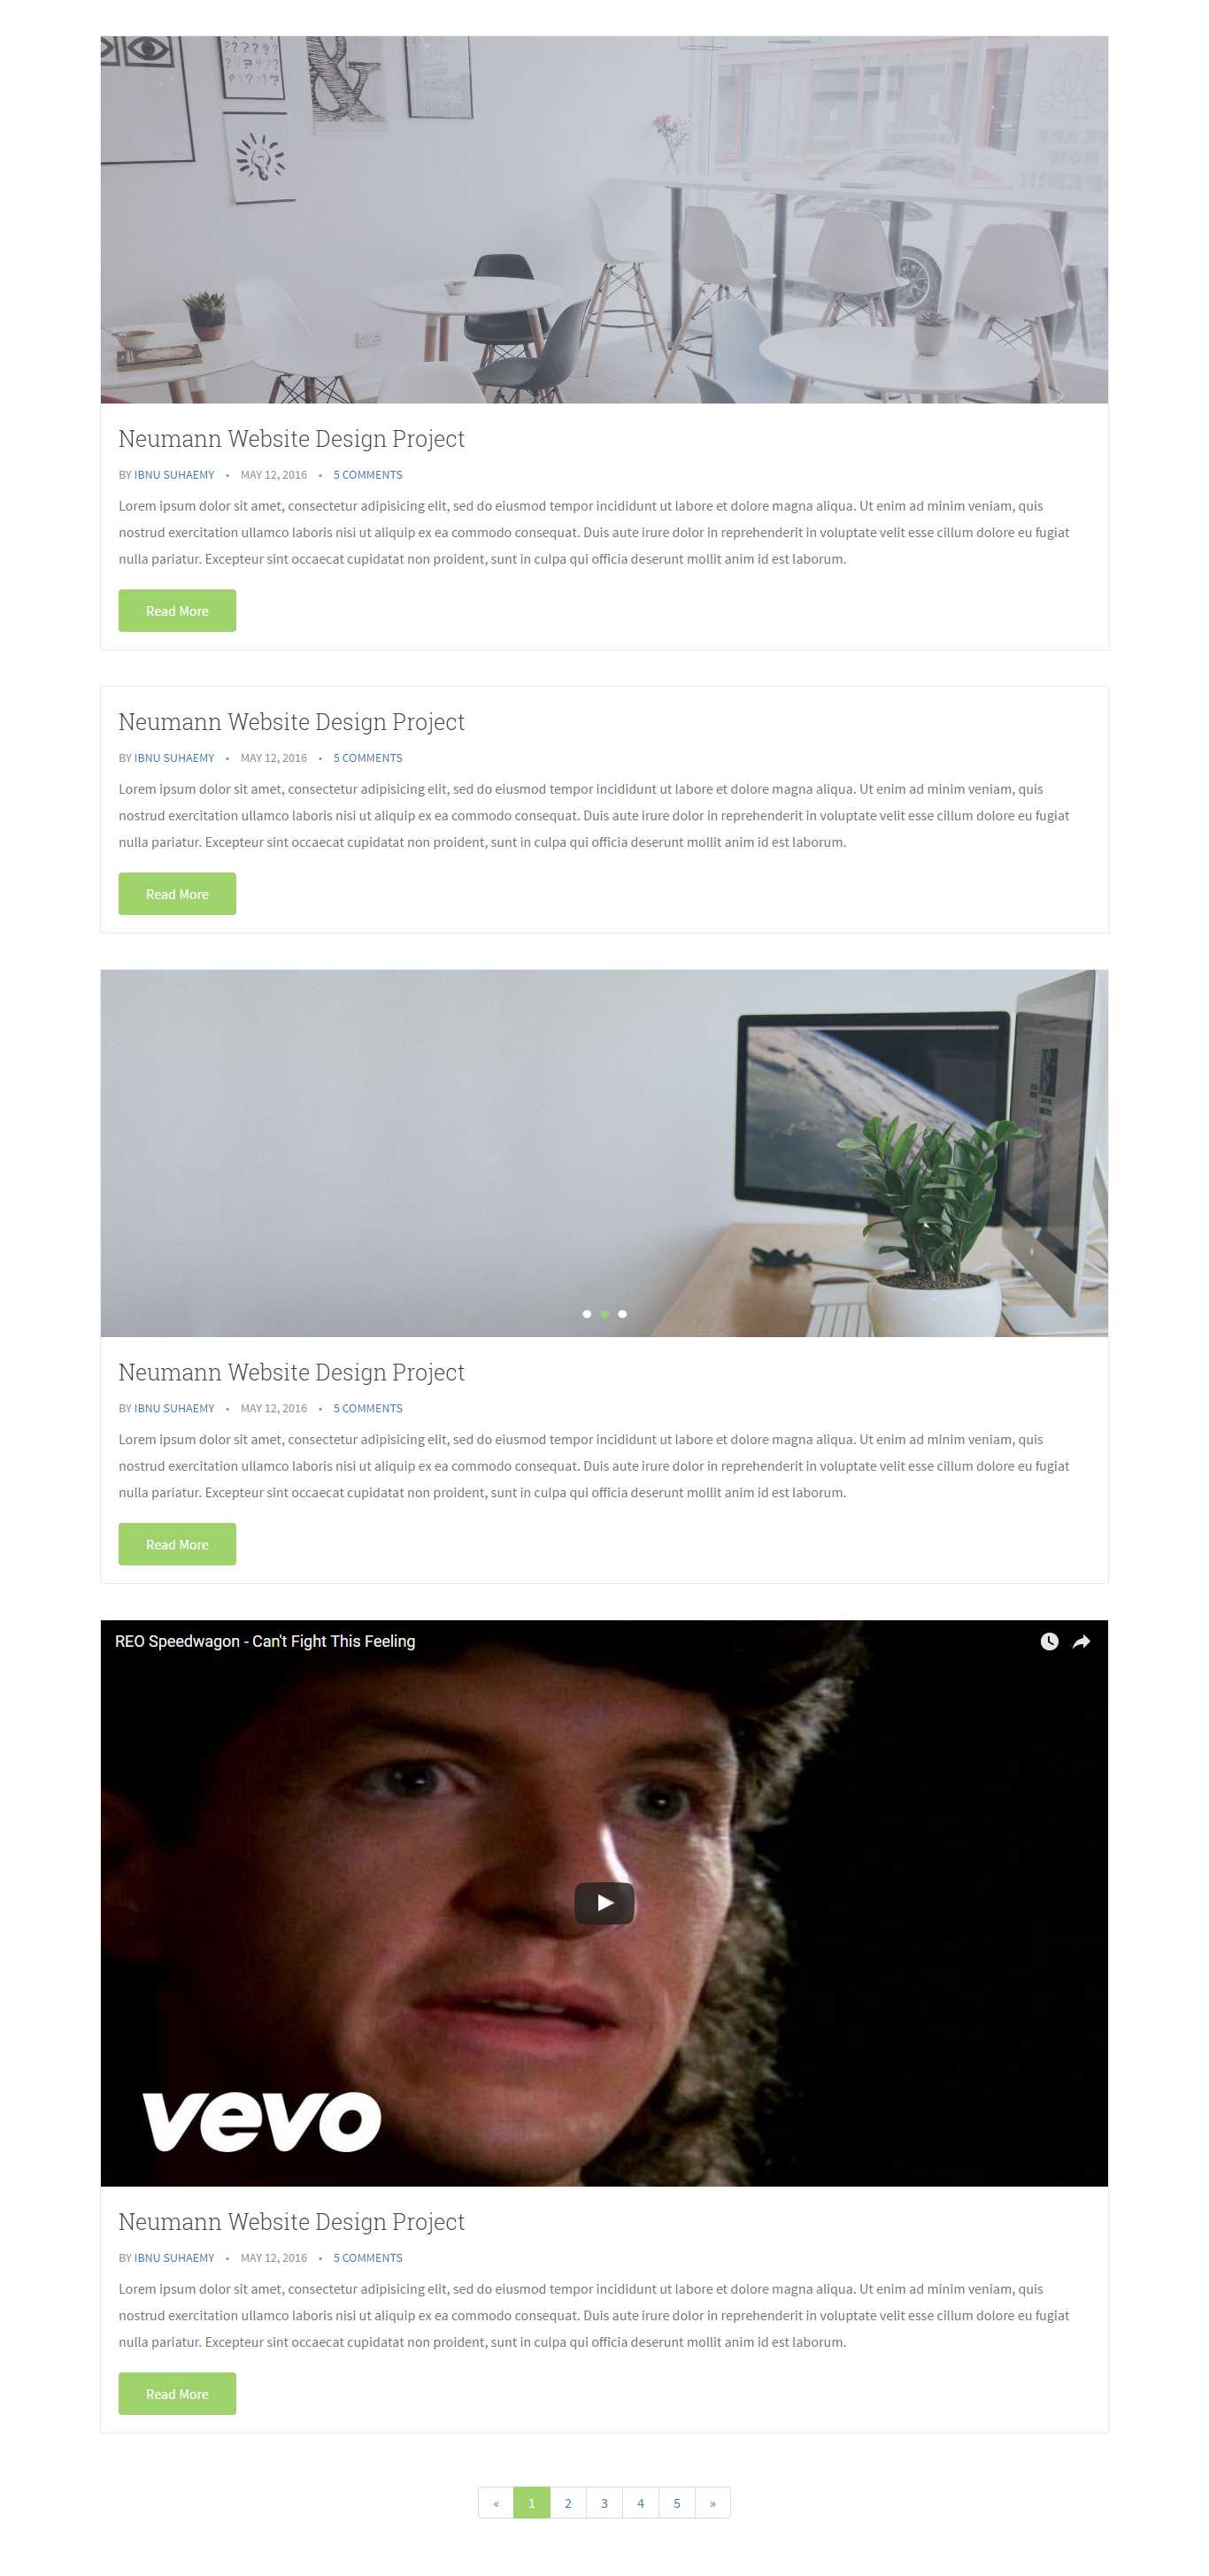 Neumann Website Design Project
BY IBNU SUHAEMY • MAY 12, 2016 • 5 COMMENTS
Lorem ipsum dolor sit amet, consectetur adipisicing elit, sed do eiusmod tempor incididunt ut labore et dolore magna aliqua. Ut enim ad minim veniam, quis
nostrud exercitation ullamco laboris nisi ut aliquip ex ea commodo consequat. Duis aute irure dolor in reprehenderit in voluptate velit esse cillum dolore eu fugiat
nulla pariatur. Excepteur sint occaecat cupidatat non proident, sunt in culpa qui officia deserunt mollit anim id est laborum.
Read More
Neumann Website Design Project
BY IBNU SUHAEMY • MAY 12, 2016 • 5 COMMENTS
Lorem ipsum dolor sit amet, consectetur adipisicing elit, sed do eiusmod tempor incididunt ut labore et dolore magna aliqua. Ut enim ad minim veniam, quis
nostrud exercitation ullamco laboris nisi ut aliquip ex ea commodo consequat. Duis aute irure dolor in reprehenderit in voluptate velit esse cillum dolore eu fugiat
nulla pariatur. Excepteur sint occaecat cupidatat non proident, sunt in culpa qui officia deserunt mollit anim id est laborum.
Read More
Neumann Website Design Project
BY IBNU SUHAEMY • MAY 12, 2016 • 5 COMMENTS
Lorem ipsum dolor sit amet, consectetur adipisicing elit, sed do eiusmod tempor incididunt ut labore et dolore magna aliqua. Ut enim ad minim veniam, quis
nostrud exercitation ullamco laboris nisi ut aliquip ex ea commodo consequat. Duis aute irure dolor in reprehenderit in voluptate velit esse cillum dolore eu fugiat
nulla pariatur. Excepteur sint occaecat cupidatat non proident, sunt in culpa qui officia deserunt mollit anim id est laborum.
Read More
REO Speedwagon - Can't Fight This Feeling
vevo
Neumann Website Design Project
BY IBNU SUHAEMY • MAY 12, 2016 • 5 COMMENTS
Lorem ipsum dolor sit amet, consectetur adipisicing elit, sed do eiusmod tempor incididunt ut labore et dolore magna aliqua. Ut enim ad minim veniam, quis
nostrud exercitation ullamco laboris nisi ut aliquip ex ea commodo consequat. Duis aute irure dolor in reprehenderit in voluptate velit esse cillum dolore eu fugiat
nulla pariatur. Excepteur sint occaecat cupidatat non proident, sunt in culpa qui officia deserunt mollit anim id est laborum.
Read More
« 1 2 3 4 5 »